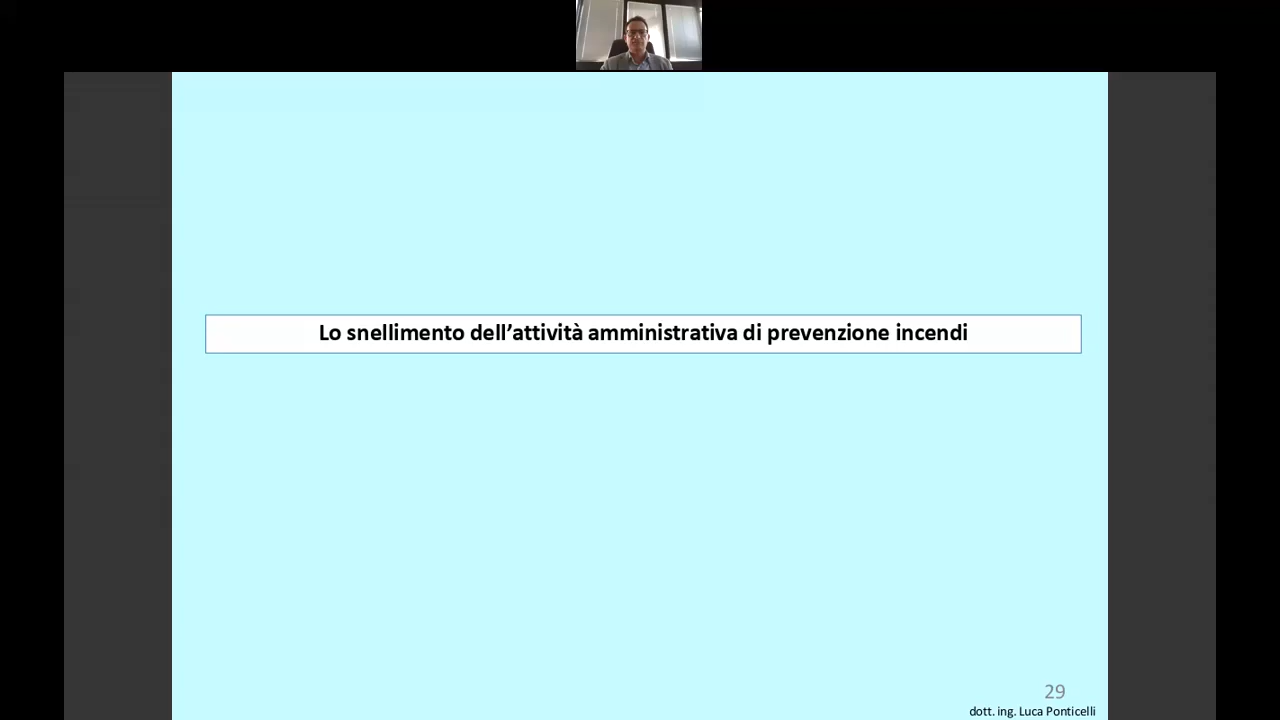 Lo snellimento dell’attività amministrativa di prevenzione incendi
29
dott. ing. Luca Ponticelli